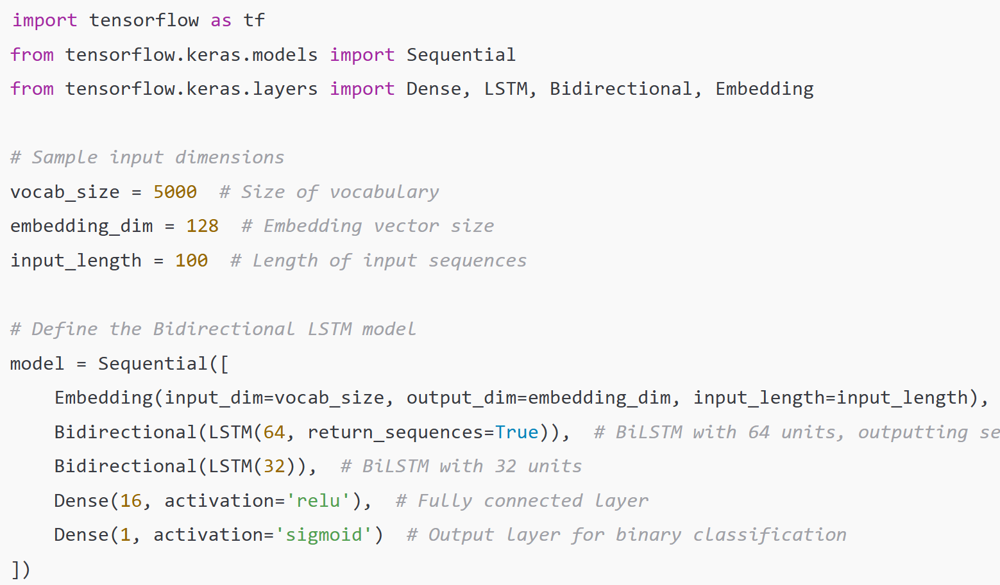 import tensorflow as tf
from tensorflow.keras.models import Sequential
from tensorflow.keras.layers import Dense, LSTM, Bidirectional, Embedding
# Sample input dimensions
vocab_size = 5000  # Size of vocabulary
embedding_dim = 128  # Embedding vector size
input_length = 100  # Length of input sequences
# Define the Bidirectional LSTM model
model = Sequential([
    Embedding(input_dim=vocab_size, output_dim=embedding_dim, input_length=input_length),
    Bidirectional(LSTM(64, return_sequences=True)),  # BiLSTM with 64 units, outputting se
    Bidirectional(LSTM(32)),  # BiLSTM with 32 units
    Dense(16, activation='relu'),  # Fully connected layer
    Dense(1, activation='sigmoid')  # Output layer for binary classification
])